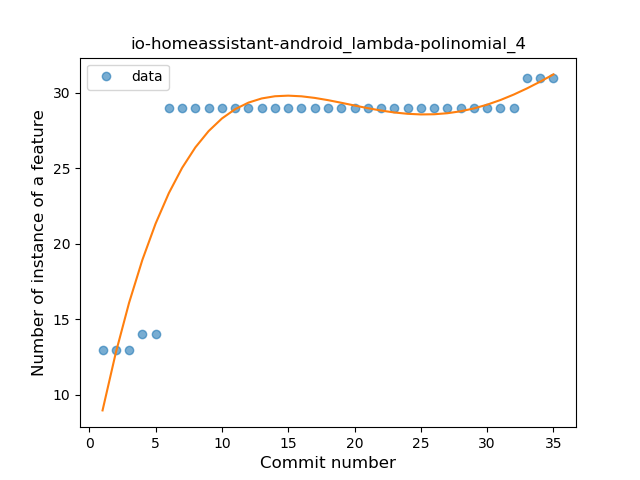 io-homeassistant-android_lambda-polinomial_4
data
Number of instance of a feature
30
25
20
15
10
0 5 10 15 20 25 30 35
Commit number